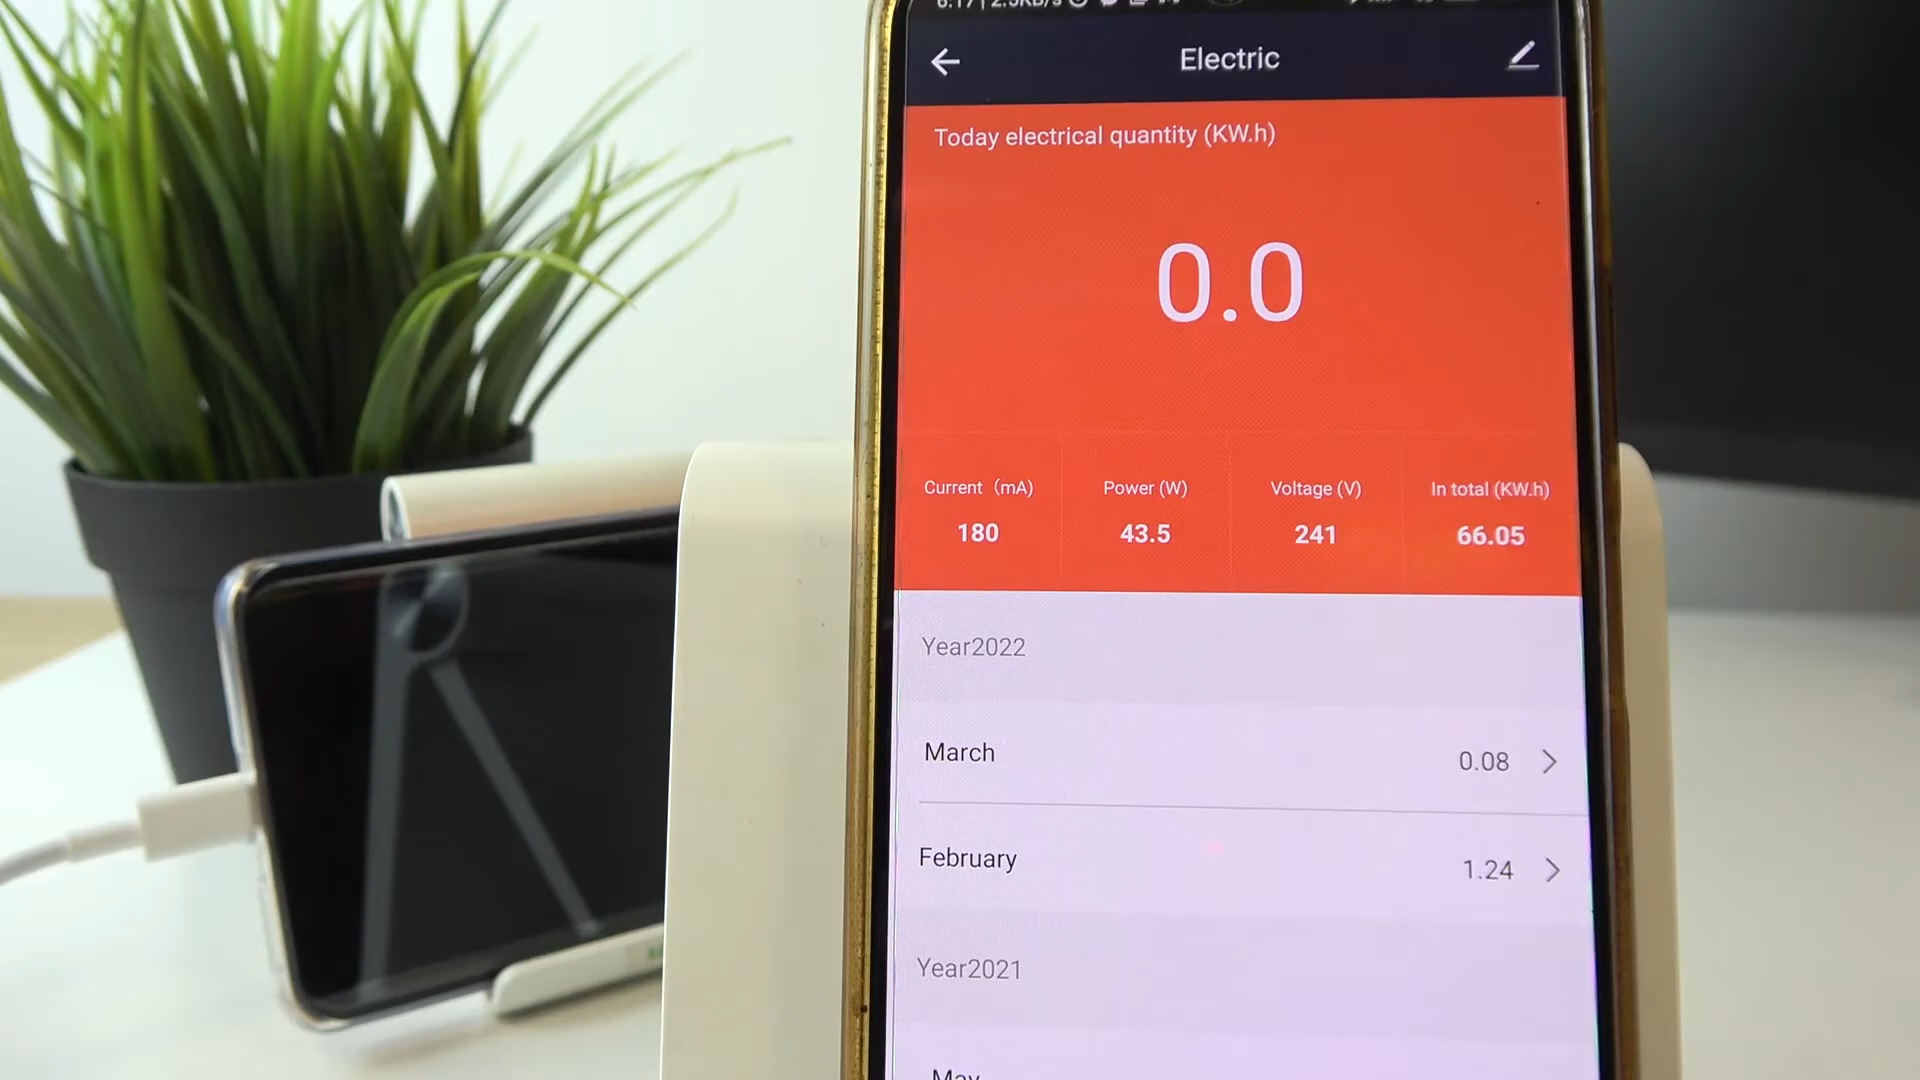 Electric
Today electrical quantity (KW.h)
0.0
Current (mA) Power (W) Voltage (V) In total (KW.h)
180 43.5 241 66.05
Year2022
March 0.08
February 1.24
Year2021
May